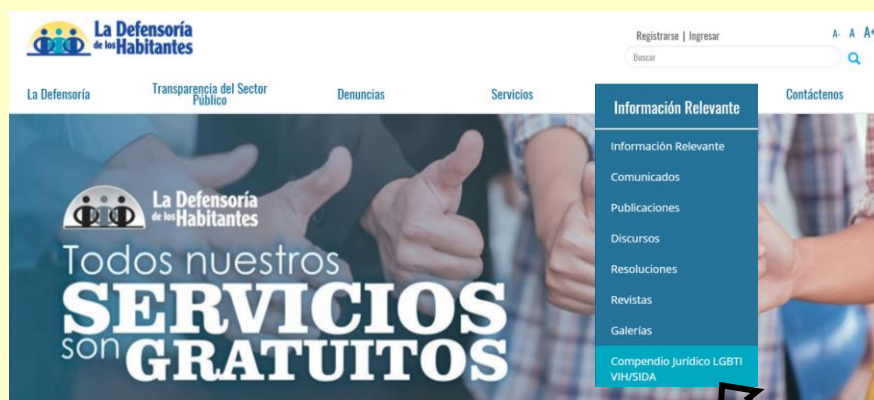 La Defensoría
de los Habitantes
Registrarse | Ingresar
A- A A+
Buscar
La Defensoría
Transparencia del Sector
Público
Denuncias
Servicios
Información Relevante
Contáctenos
Información Relevante
Comunicados
Publicaciones
Discursos
Resoluciones
Revistas
Galerías
Compendio Jurídico LGBTI
VIH/SIDA
La Defensoría
de los Habitantes
Todos nuestros
SERVICIOS
son GRATUITOS